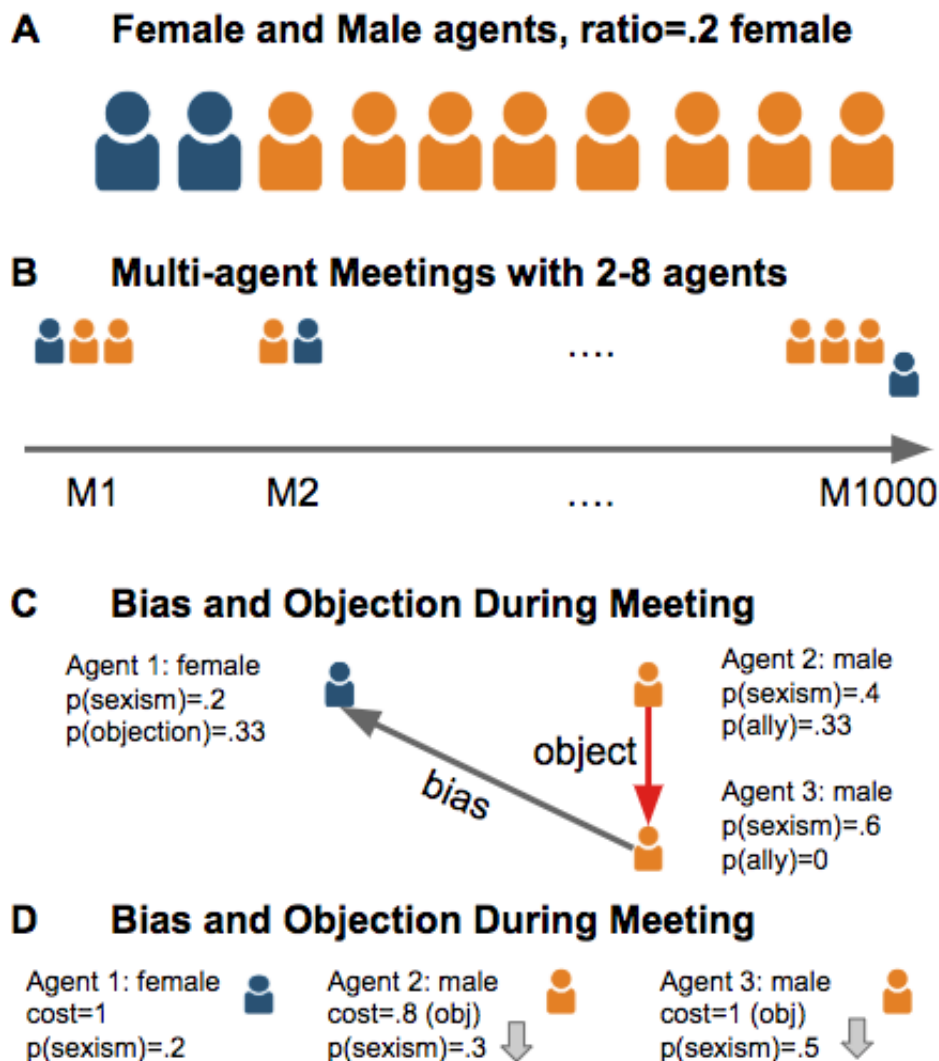 A Female and Male agents, ratio=.2 female
B Multi-agent Meetings with 2-8 agents
....
M1 M2 .... M1000
C Bias and Objection During Meeting
Agent 1: female
p(sexism)=.2
p(objection)=.33
Agent 2: male
p(sexism)=.4
p(ally)=.33
object
bias
Agent 3: male
p(sexism)=.6
p(ally)=0
D Bias and Objection During Meeting
Agent 1: female
cost=1
p(sexism)=.2
Agent 2: male
cost=.8 (obj)
p(sexism)=.3
Agent 3: male
cost=1 (obj)
p(sexism)=.5